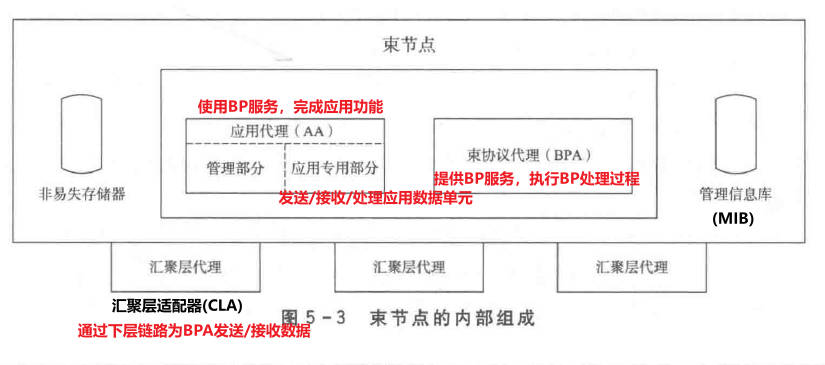 束节点
使用BP服务，完成应用功能
应用代理（AA）
管理部分
应用专用部分
发送/接收/处理应用数据单元
束协议代理（BPA）
提供BP服务，执行BP处理过程
非易失存储器
管理信息库
(MIB)
汇聚层代理
汇聚层代理
汇聚层代理
汇聚层适配器(CLA)
通过下层链路为BPA发送/接收数据
图5-3 束节点的内部组成